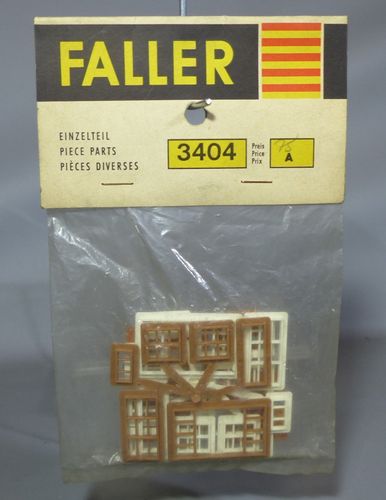 FALLER
EINZELTEIL
PIECE PARTS
PIÈCES DIVERSES
3404
Preis
Price
Prix
A